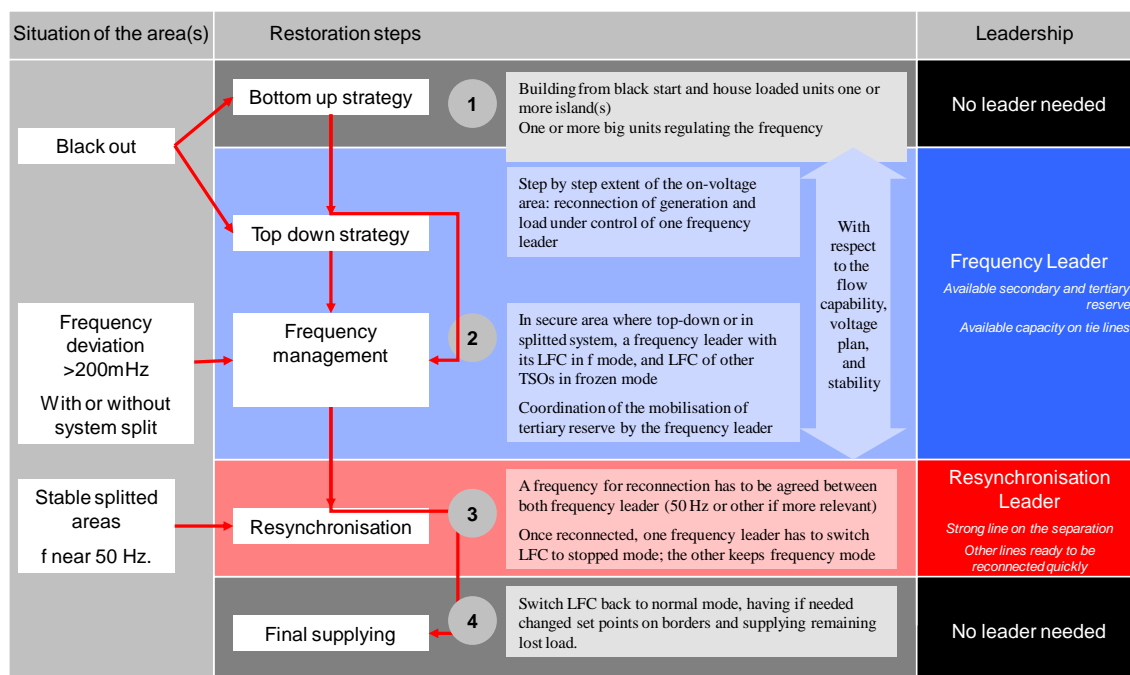 Situation of the area(s)
Restoration steps
Leadership
Black out
Bottom up strategy
1
Building from black start and house loaded units one or
more island(s)
One or more big units regulating the frequency
No leader needed
Top down strategy
Step by step extent of the on-voltage
area: reconnection of generation and
load under control of one frequency
leader
With
respect
to the
flow
capability,
voltage
plan,
and
stability
Frequency Leader
Available secondary and tertiary
reserve
Available capacity on tie lines
Frequency
deviation
>200mHz
With or without
system split
Frequency
management
2
In secure area where top-down or in
splitted system, a frequency leader with
its LFC in f mode, and LFC of other
TSOs in frozen mode
Coordination of the mobilisation of
tertiary reserve by the frequency leader
Stable splitted
areas
f near 50 Hz.
Resynchronisation
3
A frequency for reconnection has to be agreed between
both frequency leader (50 Hz or other if more relevant)
Once reconnected, one frequency leader has to switch
LFC to stopped mode; the other keeps frequency mode
Resynchronisation
Leader
Strong line on the separation
Other lines ready to be
reconnected quickly
Final supplying
4
Switch LFC back to normal mode, having if needed
changed set points on borders and supplying remaining
lost load.
No leader needed